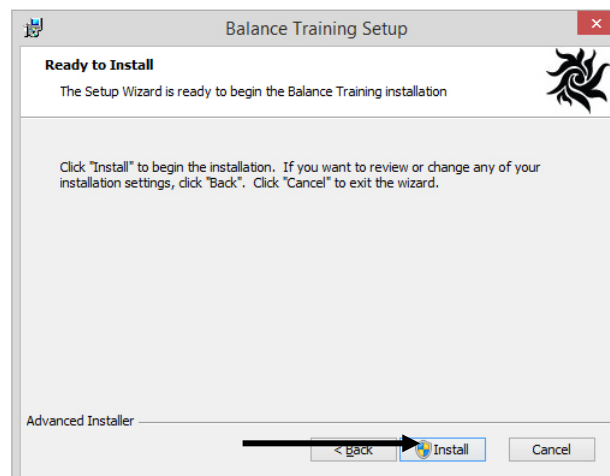 Balance Training Setup
Ready to Install
The Setup Wizard is ready to begin the Balance Training installation
Click "Install" to begin the installation. If you want to review or change any of your
installation settings, click "Back". Click "Cancel" to exit the wizard.
Advanced Installer
< Back Install Cancel